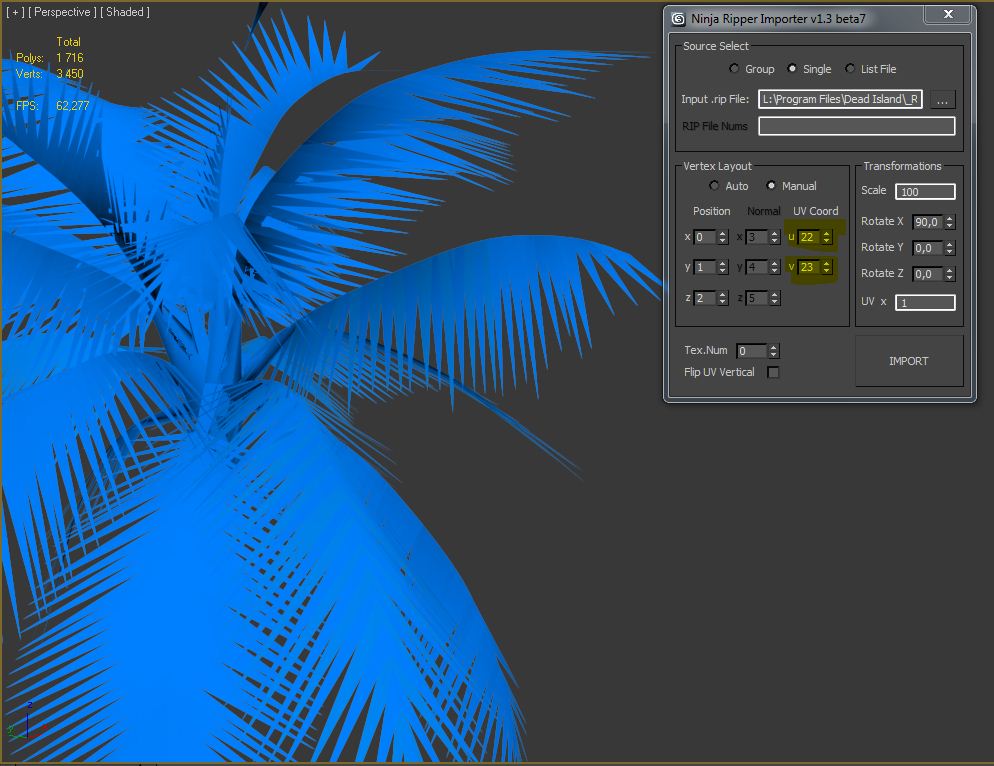 [ + ] [ Perspective ] [ Shaded ]
Total
Polys: 1 716
Verts: 3 450
FPS: 62,277
Ninja Ripper Importer v1.3 beta7
X
Source Select
Group Single List File
Input .rip File: L:\Program Files\Dead Island\_R ...
RIP File Nums
Vertex Layout
Auto Manual
Position Normal UV Coord
x 0 x 3 u 22
y 1 y 4 v 23
z 2 z 5
Transformations
Scale 100
Rotate X 90,0
Rotate Y 0,0
Rotate Z 0,0
UV x 1
Tex.Num 0
Flip UV Vertical
IMPORT
z